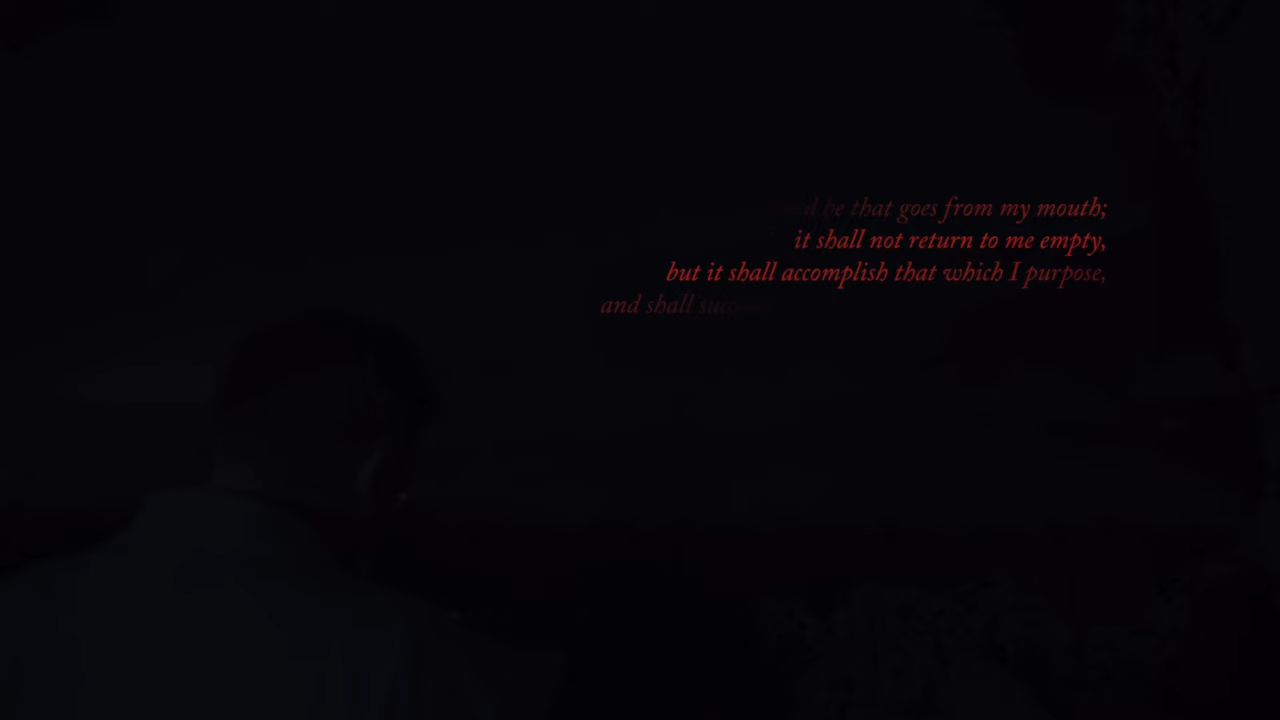 be that goes from my mouth;
it shall not return to me empty,
but it shall accomplish that which I purpose,
and shall